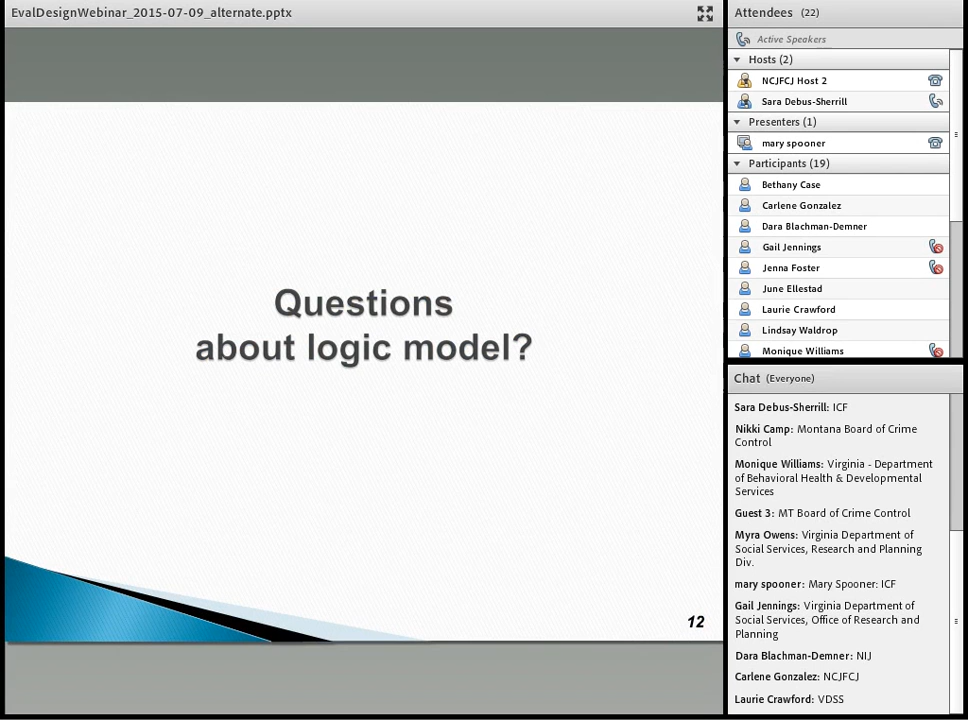 EvalDesignWebinar_2015-07-09_alternate.pptx
Questions
about logic model?
12
Attendees (22)
Active Speakers
Hosts (2)
NCJFCJ Host 2
Sara Debus-Sherrill
Presenters (1)
mary spooner
Participants (19)
Bethany Case
Carlene Gonzalez
Dara Blachman-Demner
Gail Jennings
Jenna Foster
June Ellestad
Laurie Crawford
Lindsay Waldrop
Monique Williams
Chat (Everyone)
Sara Debus-Sherrill: ICF
Nikki Camp: Montana Board of Crime
Control
Monique Williams: Virginia - Department
of Behavioral Health & Developmental
Services
Guest 3: MT Board of Crime Control
Myra Owens: Virginia Department of
Social Services, Research and Planning
Div.
mary spooner: Mary Spooner: ICF
Gail Jennings: Virginia Department of
Social Services, Office of Research and
Planning
Dara Blachman-Demner: NIJ
Carlene Gonzalez: NCJFCJ
Laurie Crawford: VDSS